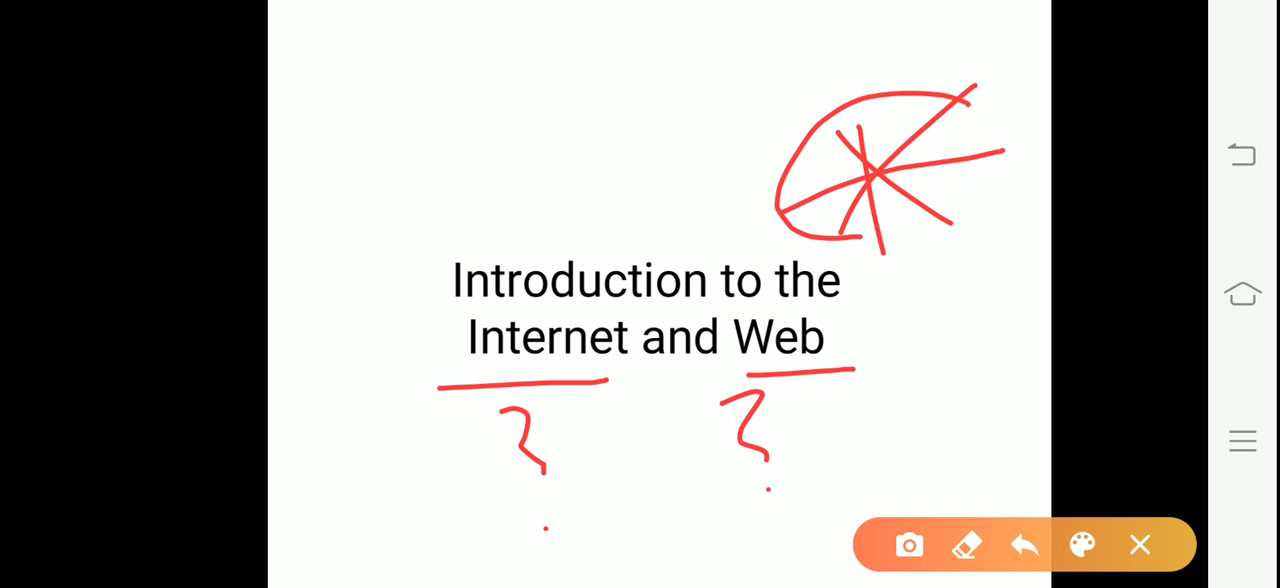 Introduction to the
Internet and Web
? ?